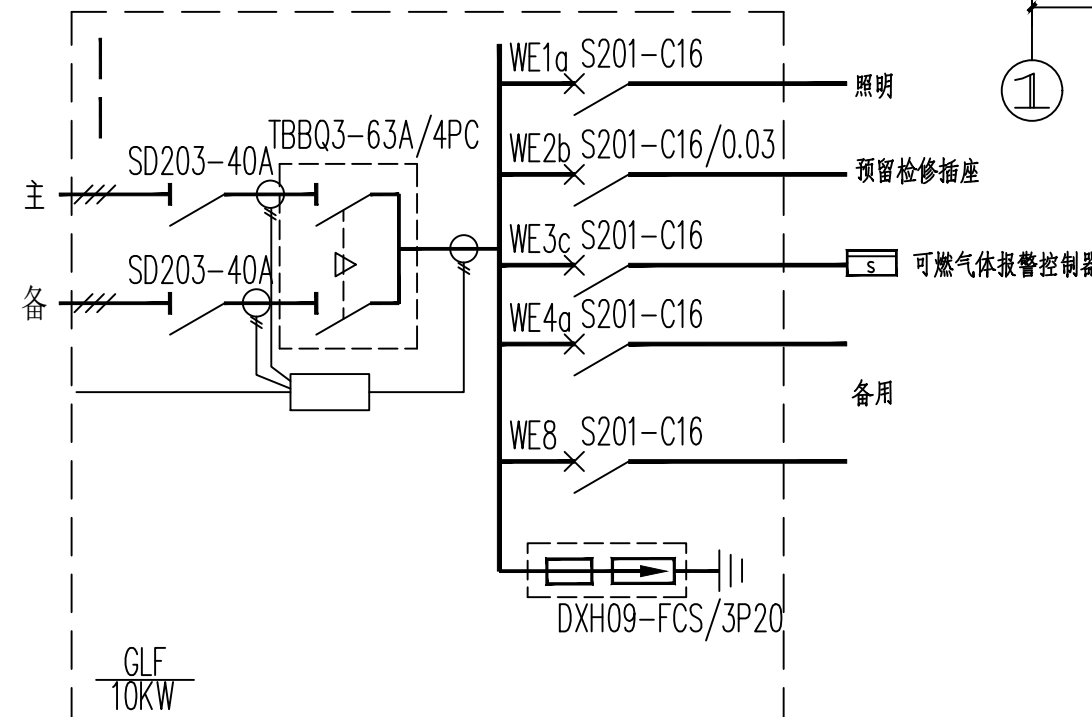 WE1a S201-C16
照明
1
TBBQ3-63A/4PC
WE2b S201-C16/0.03
预留检修插座
SD203-40A
主
WE3c S201-C16
S 可燃气体报警控制器
SD203-40A
备
WE4a S201-C16
备用
WE8 S201-C16
DXH09-FCS/3P20
GLF
10KW